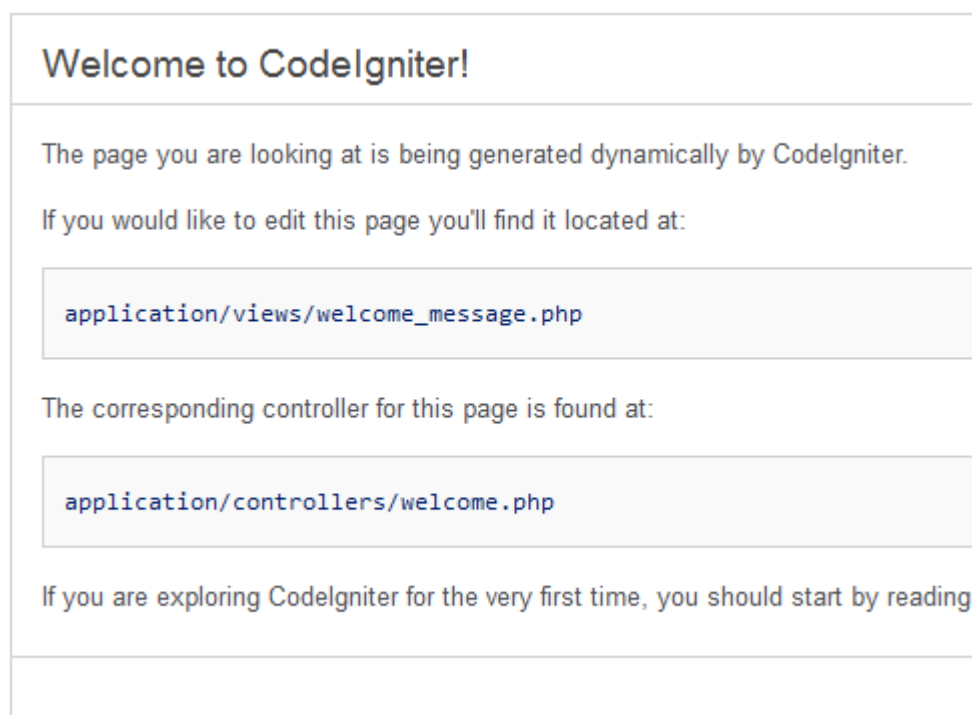 Welcome to CodeIgniter!
The page you are looking at is being generated dynamically by CodeIgniter.
If you would like to edit this page you'll find it located at:
application/views/welcome_message.php
The corresponding controller for this page is found at:
application/controllers/welcome.php
If you are exploring CodeIgniter for the very first time, you should start by reading